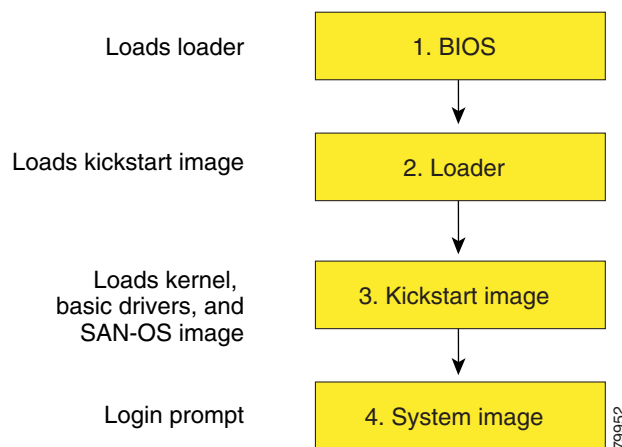 Loads loader
1. BIOS
Loads kickstart image
2. Loader
Loads kernel,
basic drivers, and
SAN-OS image
3. Kickstart image
Login prompt
4. System image
79952